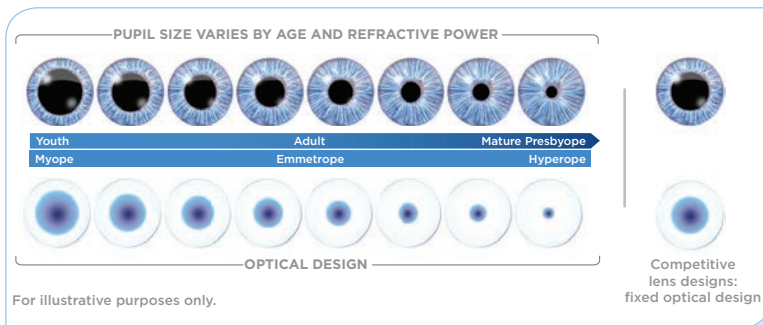 PUPIL SIZE VARIES BY AGE AND REFRACTIVE POWER
Youth Adult Mature Presbyope
Myope Emmetrope Hyperope
OPTICAL DESIGN
Competitive
lens designs:
fixed optical design
For illustrative purposes only.